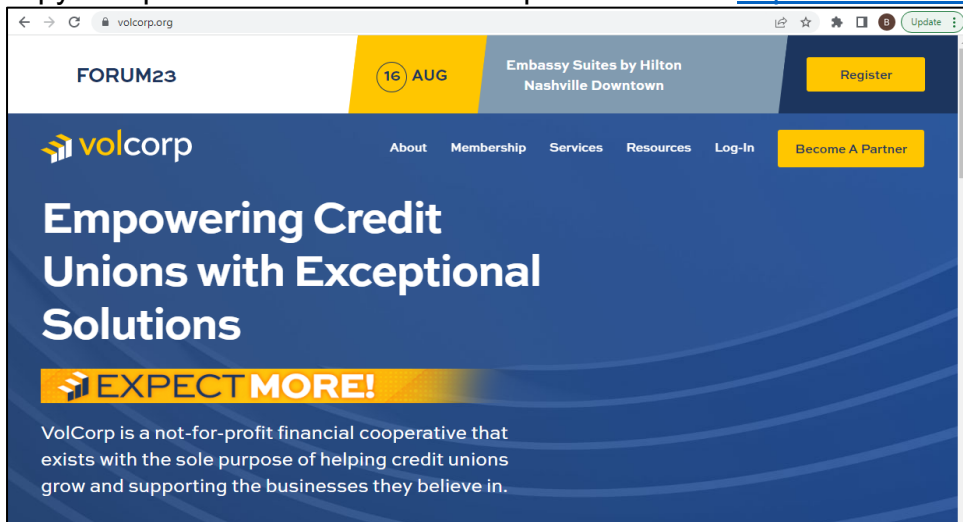 volcorp.org
B
Update
FORUM23
16 AUG
Embassy Suites by Hilton
Nashville Downtown
Register
volcorp
About Membership Services Resources Log-In
Become A Partner
Empowering Credit
Unions with Exceptional
Solutions
EXPECT MORE!
VolCorp is a not-for-profit financial cooperative that
exists with the sole purpose of helping credit unions
grow and supporting the businesses they believe in.